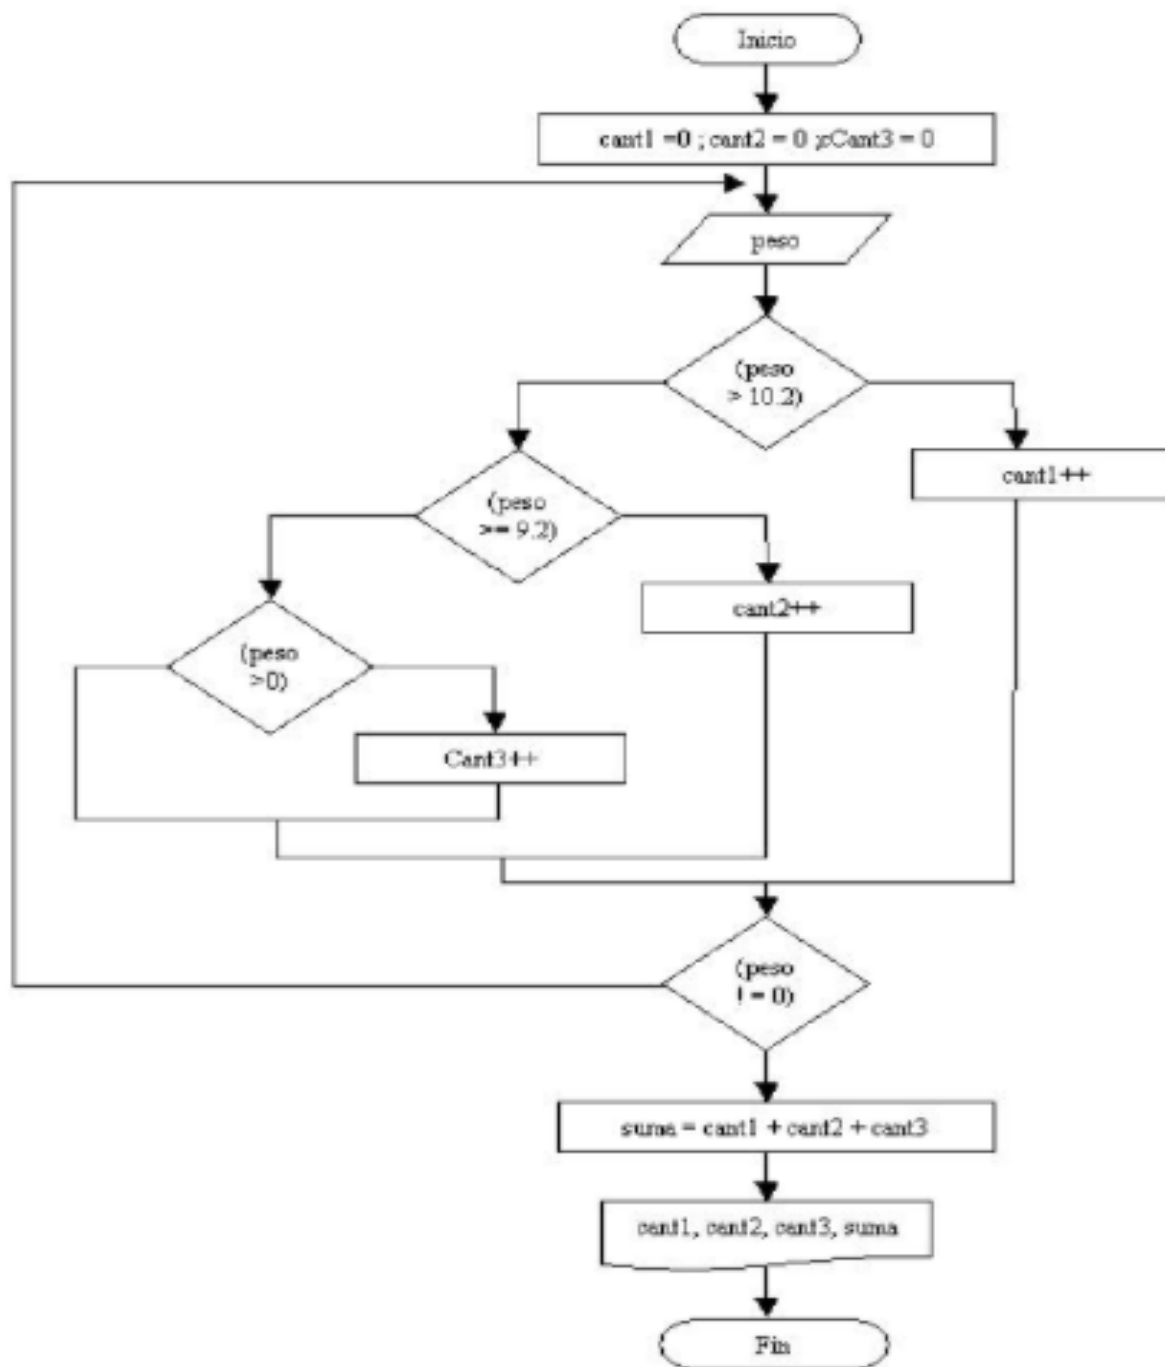 Inicio
cant1 =0 ; cant2 = 0 ;cCant3 = 0
peso
(peso
> 10.2)
cant1++
(peso
>= 9.2)
cant2++
(peso
>0)
Cant3++
(peso
! = 0)
suma = cant1 + cant2 + cant3
cant1, cant2, cant3, suma
Fin